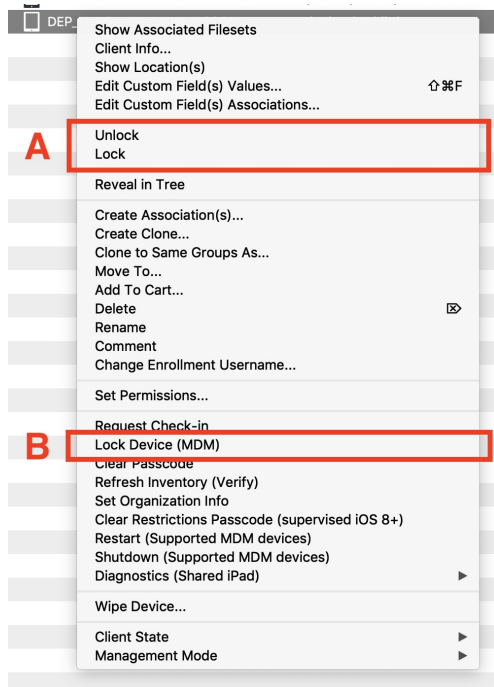 DEP_
Show Associated Filesets
Client Info...
Show Location(s)
Edit Custom Field(s) Values... ⇧⌘F
Edit Custom Field(s) Associations...
A
Unlock
Lock
Reveal in Tree
Create Association(s)...
Create Clone...
Clone to Same Groups As...
Move To...
Add To Cart...
Delete ⌦
Rename
Comment
Change Enrollment Username...
Set Permissions...
Request Check-in
B
Lock Device (MDM)
Clear Passcode
Refresh Inventory (Verify)
Set Organization Info
Clear Restrictions Passcode (supervised iOS 8+)
Restart (Supported MDM devices)
Shutdown (Supported MDM devices)
Diagnostics (Shared iPad)
Wipe Device...
Client State
Management Mode